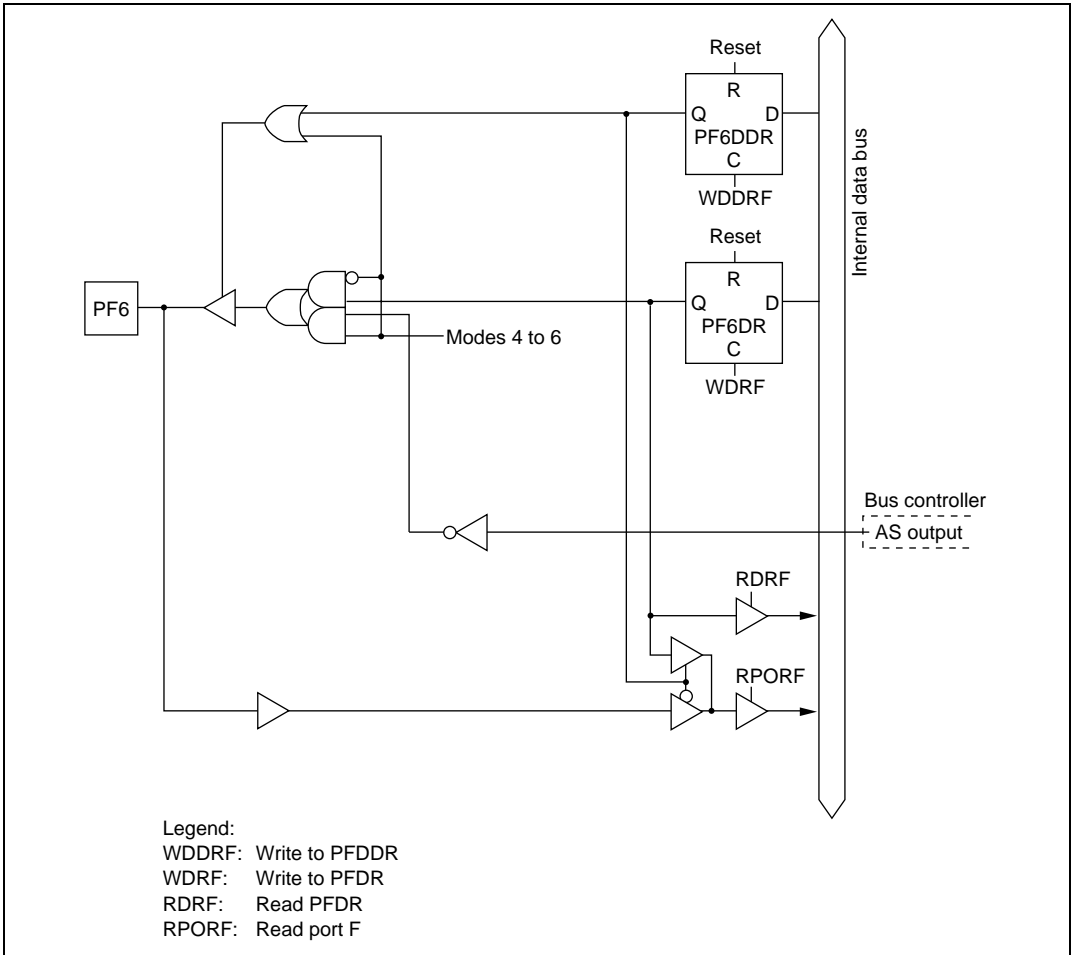 Reset
R
Q D
PF6DDR
C
WDDRF
Internal data bus
Reset
R
Q D
PF6DR
C
WDRF
PF6
Modes 4 to 6
Bus controller
AS output
RDRF
RPORF
Legend:
WDDRF: Write to PFDDR
WDRF: Write to PFDR
RDRF: Read PFDR
RPORF: Read port F